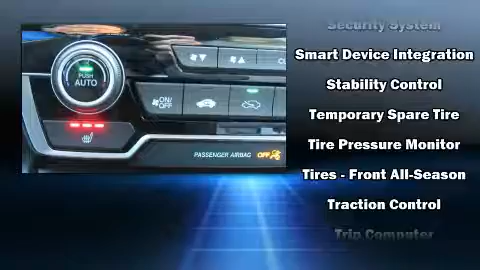 Security System
Smart Device Integration
Stability Control
Temporary Spare Tire
Tire Pressure Monitor
Tires - Front All-Season
Traction Control
Trip Computer
PUSH
AUTO
ON/
OFF
PASSENGER AIRBAG OFF